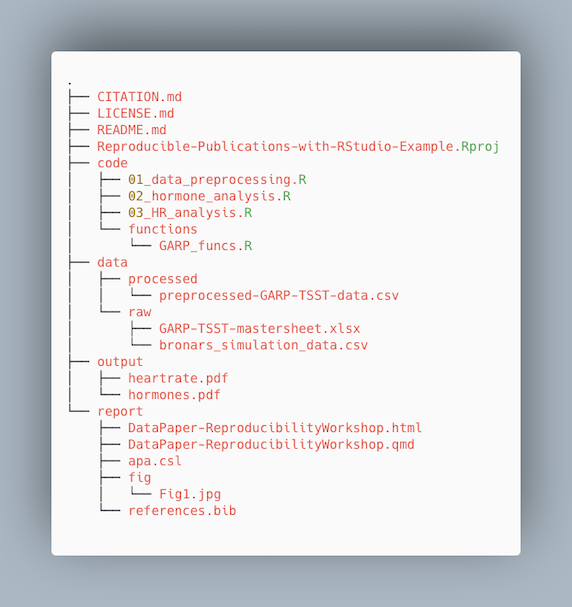 .
├── CITATION.md
├── LICENSE.md
├── README.md
├── Reproducible-Publications-with-RStudio-Example.Rproj
├── code
│   ├── 01_data_preprocessing.R
│   ├── 02_hormone_analysis.R
│   ├── 03_HR_analysis.R
│   └── functions
│       └── GARP_funcs.R
├── data
│   ├── processed
│   │   └── preprocessed-GARP-TSST-data.csv
│   └── raw
│       ├── GARP-TSST-mastersheet.xlsx
│       └── bronars_simulation_data.csv
├── output
│   ├── heartrate.pdf
│   └── hormones.pdf
└── report
    ├── DataPaper-ReproducibilityWorkshop.html
    ├── DataPaper-ReproducibilityWorkshop.qmd
    ├── apa.csl
    ├── fig
    │   └── Fig1.jpg
    └── references.bib